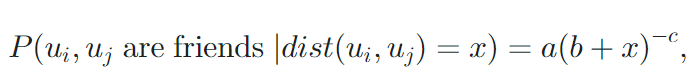 P(u_i, u_j are friends |dist(u_i, u_j) = x) = a(b + x)^{-c},